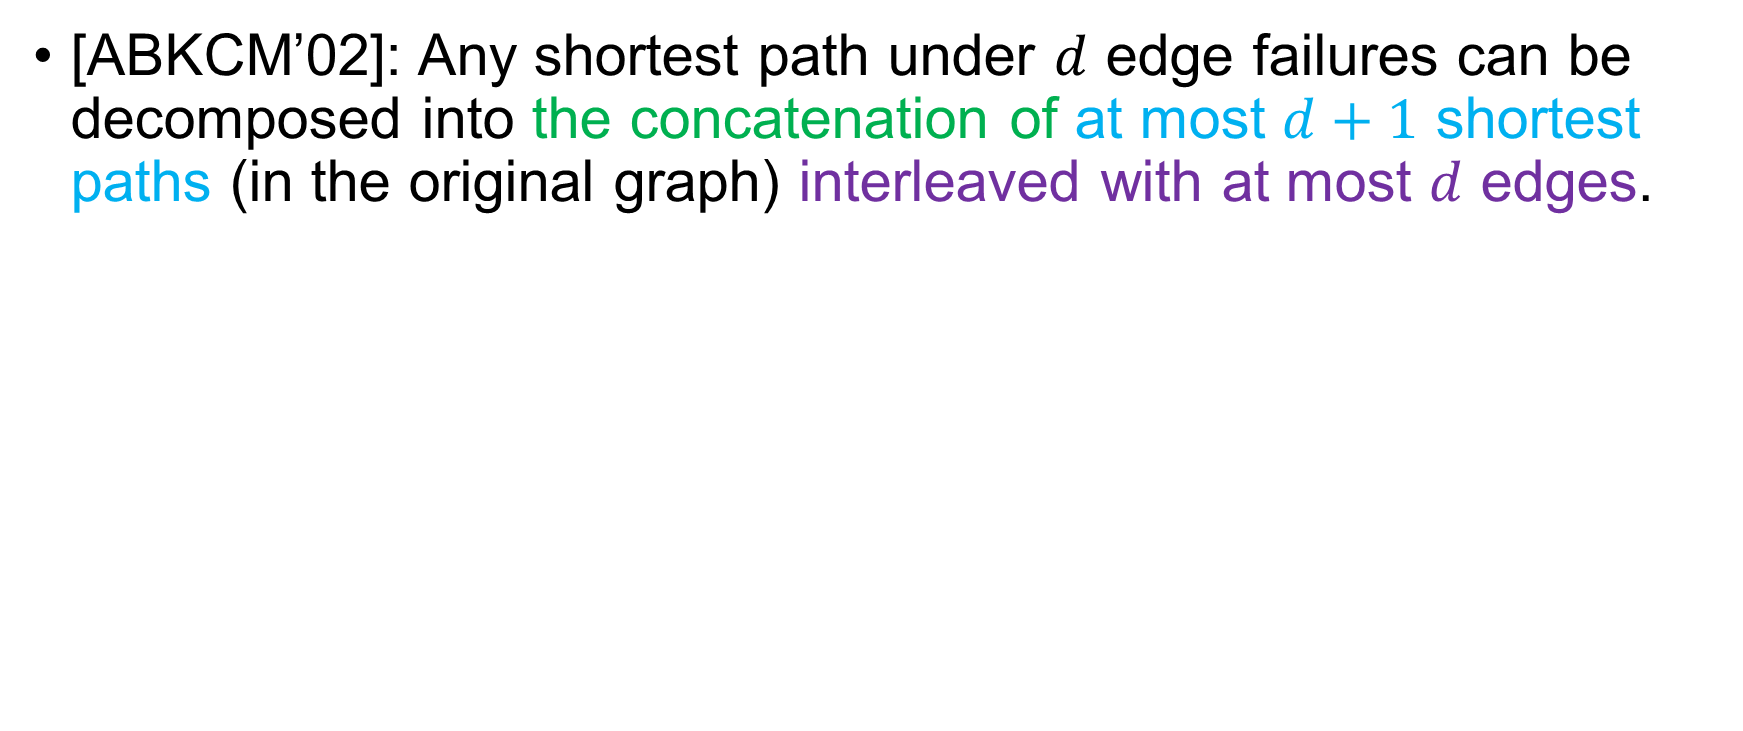 • [ABKCM’02]: Any shortest path under 𝑑 edge failures can be
decomposed into the concatenation of at most 𝑑 + 1 shortest
paths (in the original graph) interleaved with at most 𝑑 edges.